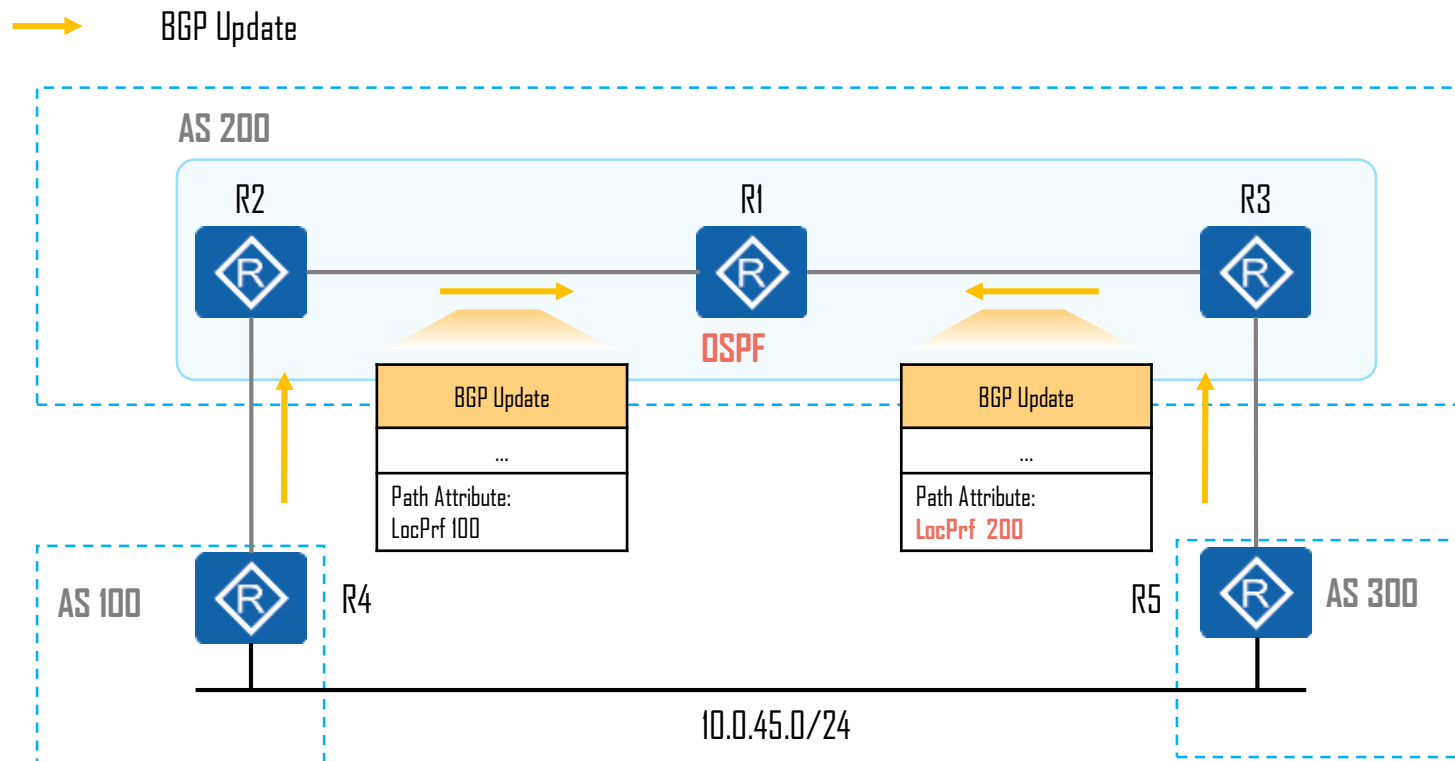 BGP Update
AS 200
R2
R1
R3
R
R
R
OSPF
BGP Update
...
Path Attribute:
LocPrf 100
BGP Update
...
Path Attribute:
LocPrf 200
AS 100
R
R4
R5
R
AS 300
10.0.45.0/24